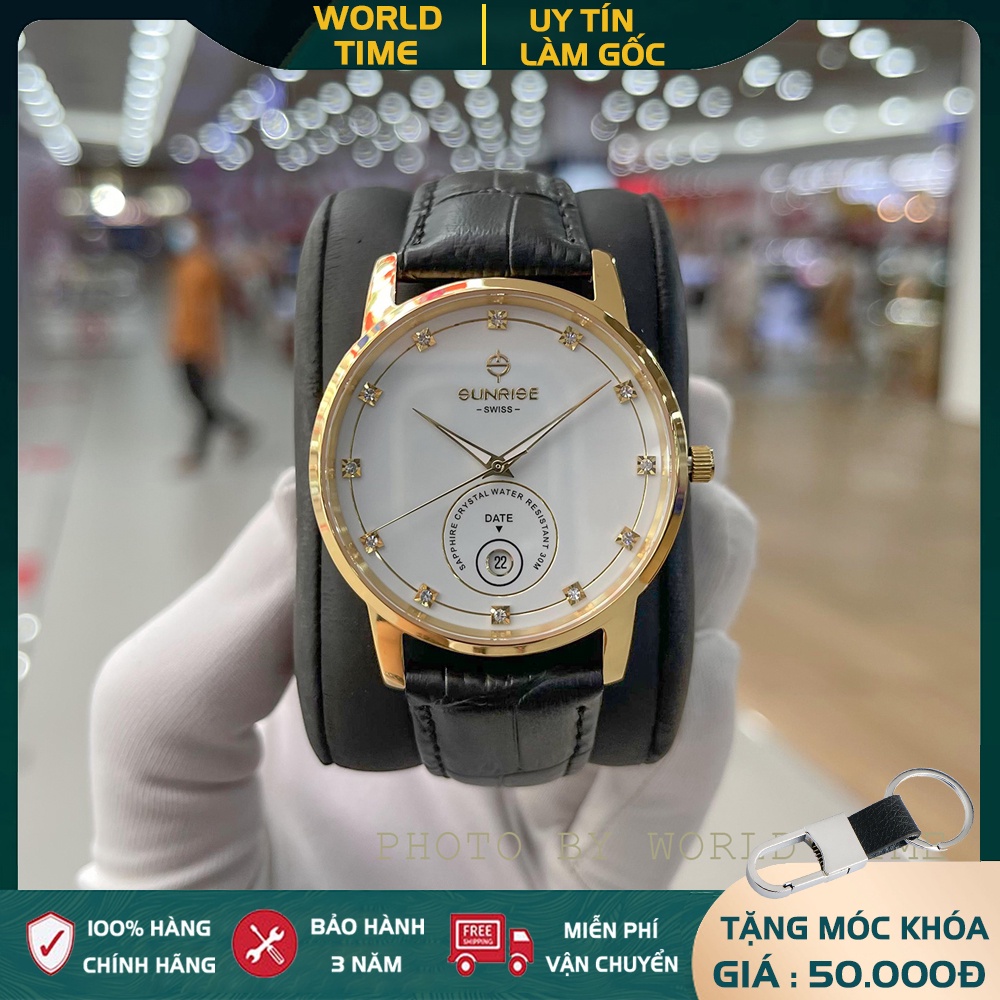 WORLD
TIME
UY TÍN
LÀM GỐC
SUNRISE
-SWISS-
SAPPHIRE CRYSTAL WATER RESISTANT 30M
DATE
22
PHOTO BY WORLD TIME
100% HÀNG
CHÍNH HÃNG
BẢO HÀNH
3 NĂM
FREE
SHIPPING
MIỄN PHÍ
VẬN CHUYỂN
TẶNG MÓC KHÓA
GIÁ : 50.000Đ